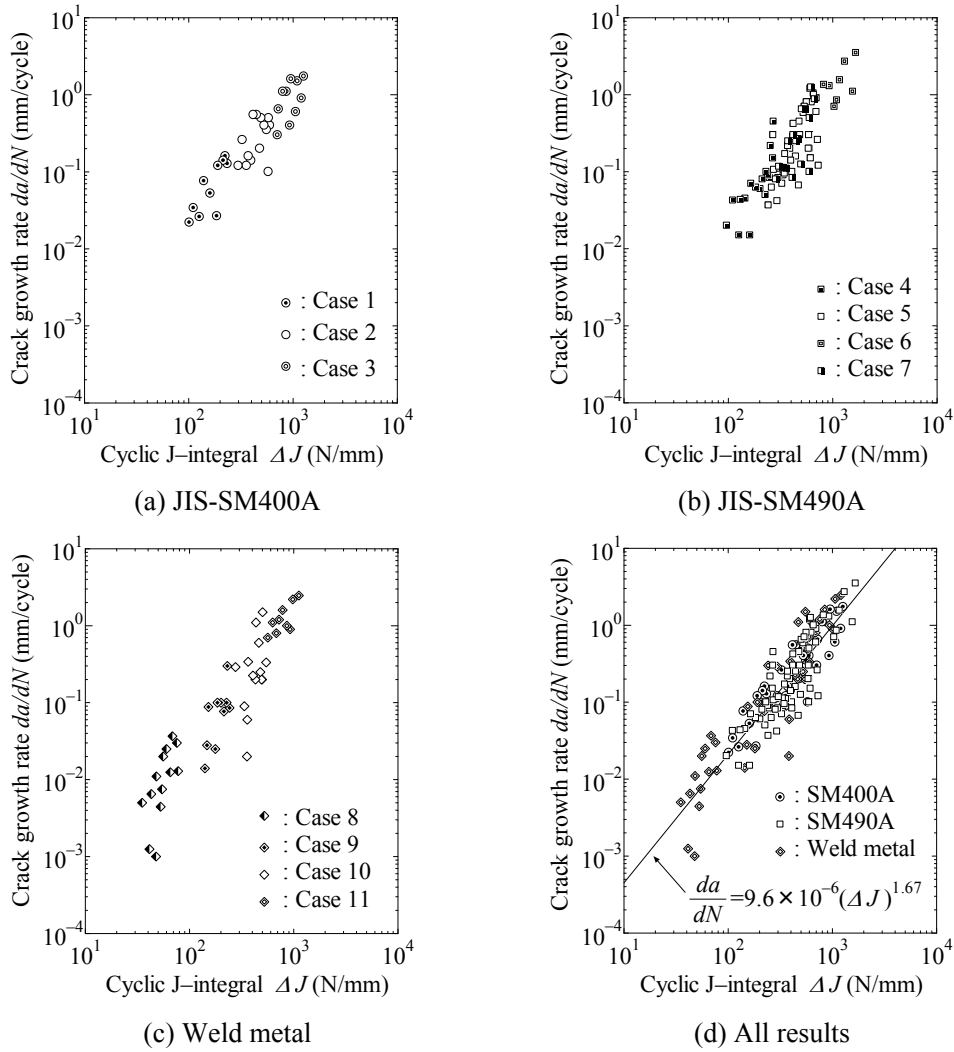 Crack growth rate da/dN (mm/cycle)
10^1
10^0
10^−1
10^−2
10^−3
10^−4
: Case 1
: Case 2
: Case 3
10^1 10^2 10^3 10^4
Cyclic J–integral ΔJ (N/mm)
(a) JIS-SM400A
Crack growth rate da/dN (mm/cycle)
10^1
10^0
10^−1
10^−2
10^−3
10^−4
: Case 4
: Case 5
: Case 6
: Case 7
10^1 10^2 10^3 10^4
Cyclic J–integral ΔJ (N/mm)
(b) JIS-SM490A
Crack growth rate da/dN (mm/cycle)
10^1
10^0
10^−1
10^−2
10^−3
10^−4
: Case 8
: Case 9
: Case 10
: Case 11
10^1 10^2 10^3 10^4
Cyclic J–integral ΔJ (N/mm)
(c) Weld metal
Crack growth rate da/dN (mm/cycle)
10^1
10^0
10^−1
10^−2
10^−3
10^−4
: SM400A
: SM490A
: Weld metal
da/dN=9.6×10^−6(ΔJ)^1.67
10^1 10^2 10^3 10^4
Cyclic J–integral ΔJ (N/mm)
(d) All results